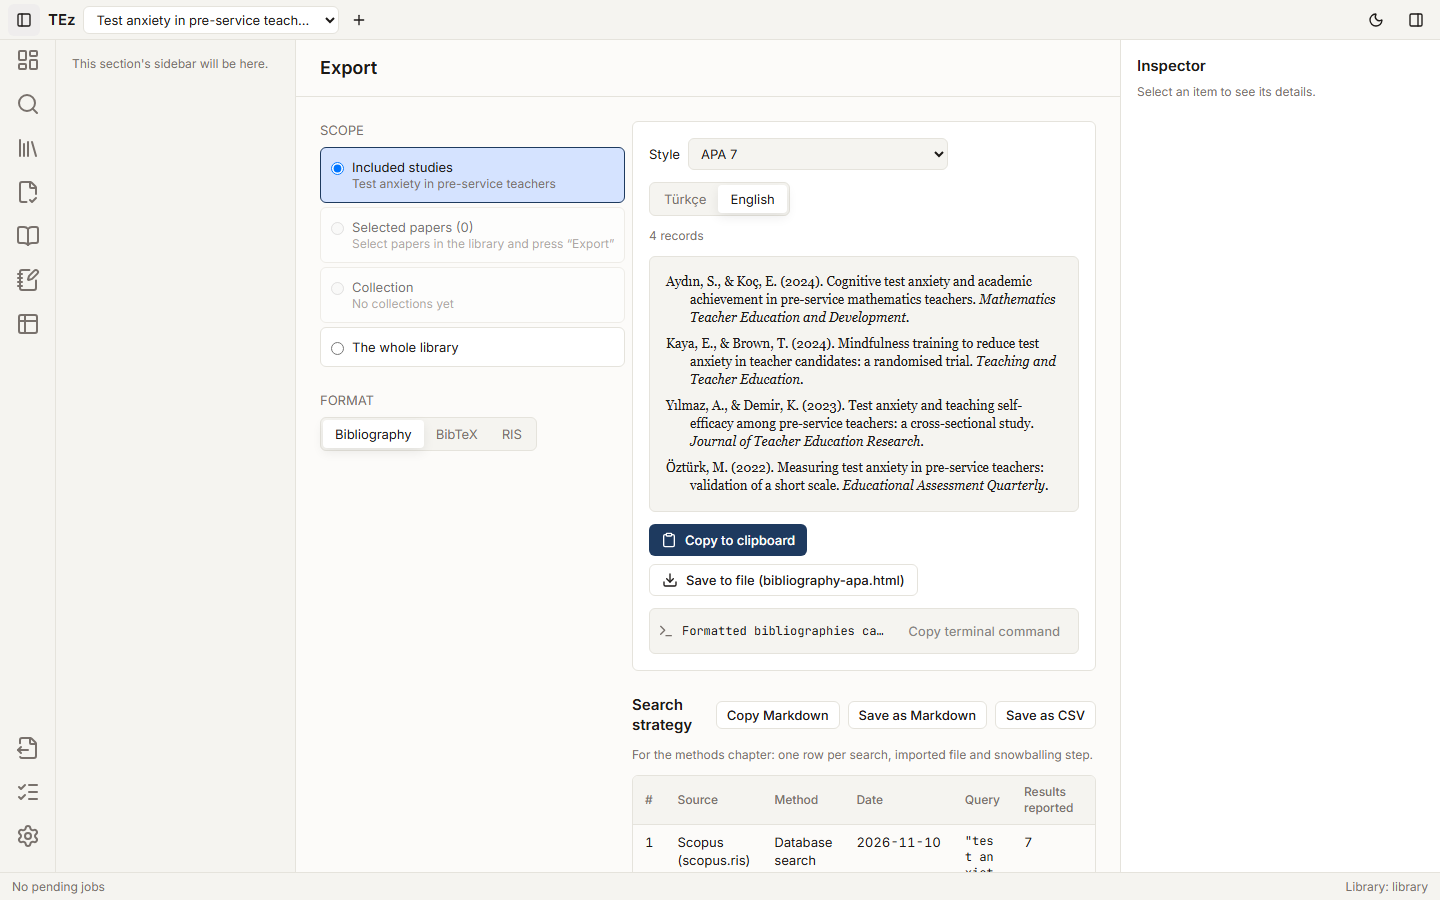 TEz
Test anxiety in pre-service teach...
This section's sidebar will be here.
Export
SCOPE
Included studies
Test anxiety in pre-service teachers
Selected papers (0)
Select papers in the library and press “Export”
Collection
No collections yet
The whole library
FORMAT
Bibliography
BibTeX
RIS
Style
APA 7
Türkçe
English
4 records
Aydın, S., & Koç, E. (2024). Cognitive test anxiety and academic
achievement in pre-service mathematics teachers. Mathematics
Teacher Education and Development.
Kaya, E., & Brown, T. (2024). Mindfulness training to reduce test
anxiety in teacher candidates: a randomised trial. Teaching and
Teacher Education.
Yılmaz, A., & Demir, K. (2023). Test anxiety and teaching self-
efficacy among pre-service teachers: a cross-sectional study.
Journal of Teacher Education Research.
Öztürk, M. (2022). Measuring test anxiety in pre-service teachers:
validation of a short scale. Educational Assessment Quarterly.
Copy to clipboard
Save to file (bibliography-apa.html)
Formatted bibliographies ca…
Copy terminal command
Search
strategy
Copy Markdown
Save as Markdown
Save as CSV
For the methods chapter: one row per search, imported file and snowballing step.
# Source Method Date Query Results
reported
1 Scopus Database 2026-11-10 "tes 7
(scopus.ris) search t an
Inspector
Select an item to see its details.
No pending jobs
Library: library